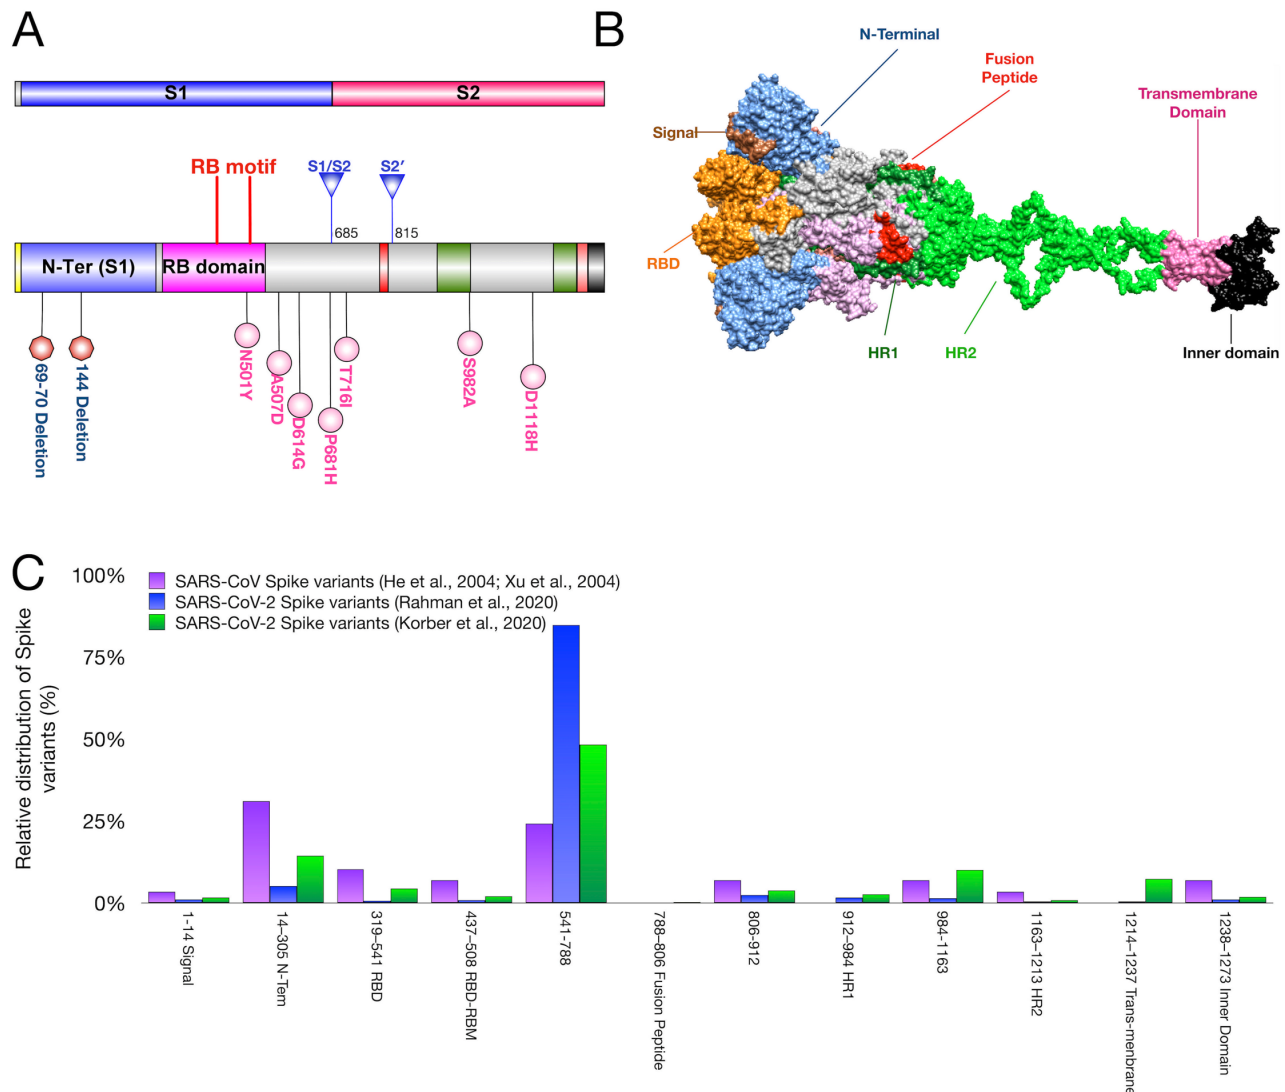 A
S1
S2
RB motif
S1/S2
S2′
685
815
N-Ter (S1)
RB domain
69-70 Deletion
144 Deletion
N501Y
A507D
D614G
P681H
T716I
S982A
D1118H
B
N-Terminal
Fusion
Peptide
Transmembrane
Domain
Signal
RBD
HR1
HR2
Inner domain
C
Relative distribution of Spike
variants (%)
100%
75%
50%
25%
0%
SARS-CoV Spike variants (He et al., 2004; Xu et al., 2004)
SARS-CoV-2 Spike variants (Rahman et al., 2020)
SARS-CoV-2 Spike variants (Korber et al., 2020)
1-14 Signal
14–305 N-Tem
319–541 RBD
437–508 RBD-RBM
541-788
788–806 Fusion Peptide
806-912
912–984 HR1
984-1163
1163–1213 HR2
1214–1237 Trans-menbrane
1238–1273 Inner Domain